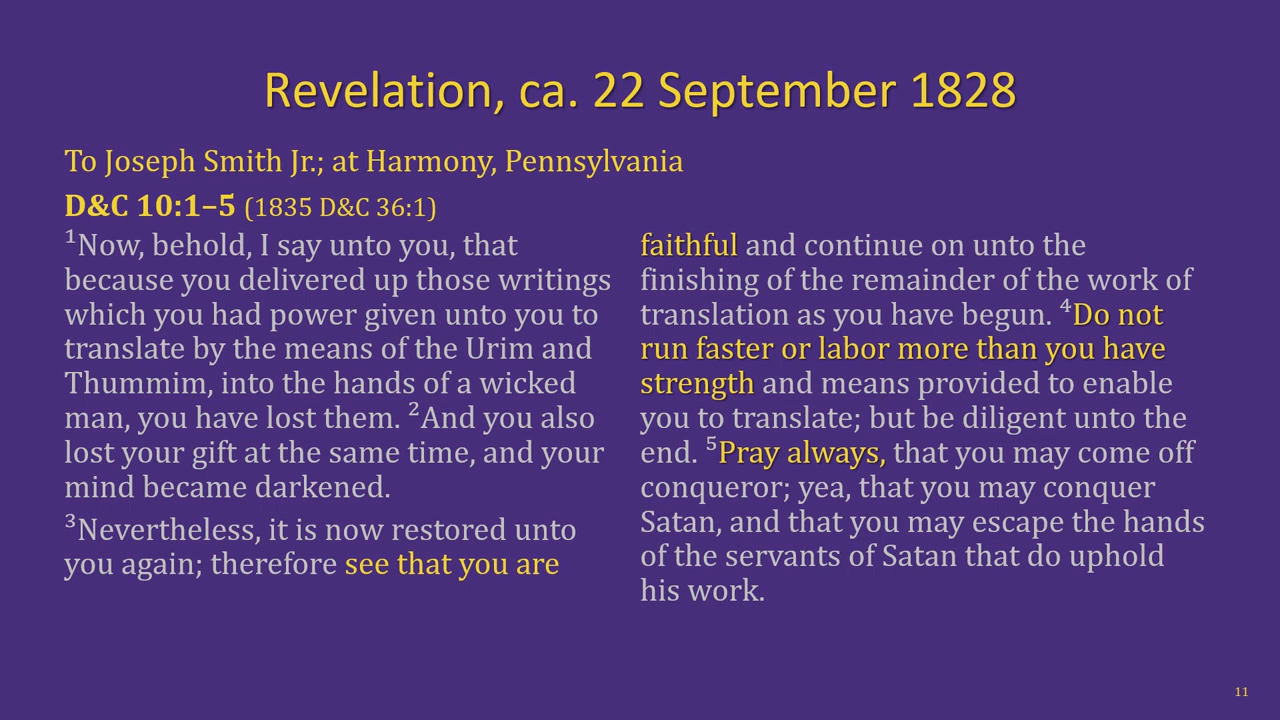 Revelation, ca. 22 September 1828
To Joseph Smith Jr.; at Harmony, Pennsylvania
D&C 10:1–5 (1835 D&C 36:1)
¹Now, behold, I say unto you, that
because you delivered up those writings
which you had power given unto you to
translate by the means of the Urim and
Thummim, into the hands of a wicked
man, you have lost them. ²And you also
lost your gift at the same time, and your
mind became darkened.
³Nevertheless, it is now restored unto
you again; therefore see that you are
faithful and continue on unto the
finishing of the remainder of the work of
translation as you have begun. ⁴Do not
run faster or labor more than you have
strength and means provided to enable
you to translate; but be diligent unto the
end. ⁵Pray always, that you may come off
conqueror; yea, that you may conquer
Satan, and that you may escape the hands
of the servants of Satan that do uphold
his work.
11